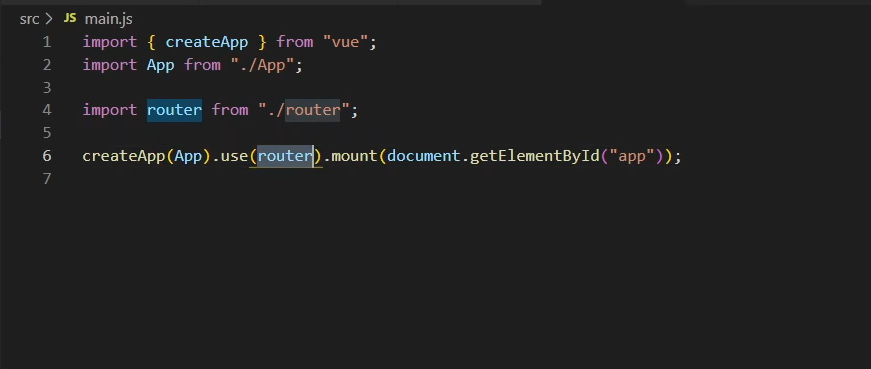 src > JS main.js
1 import { createApp } from "vue";
2 import App from "./App";
3
4 import router from "./router";
5
6 createApp(App).use(router).mount(document.getElementById("app"));
7